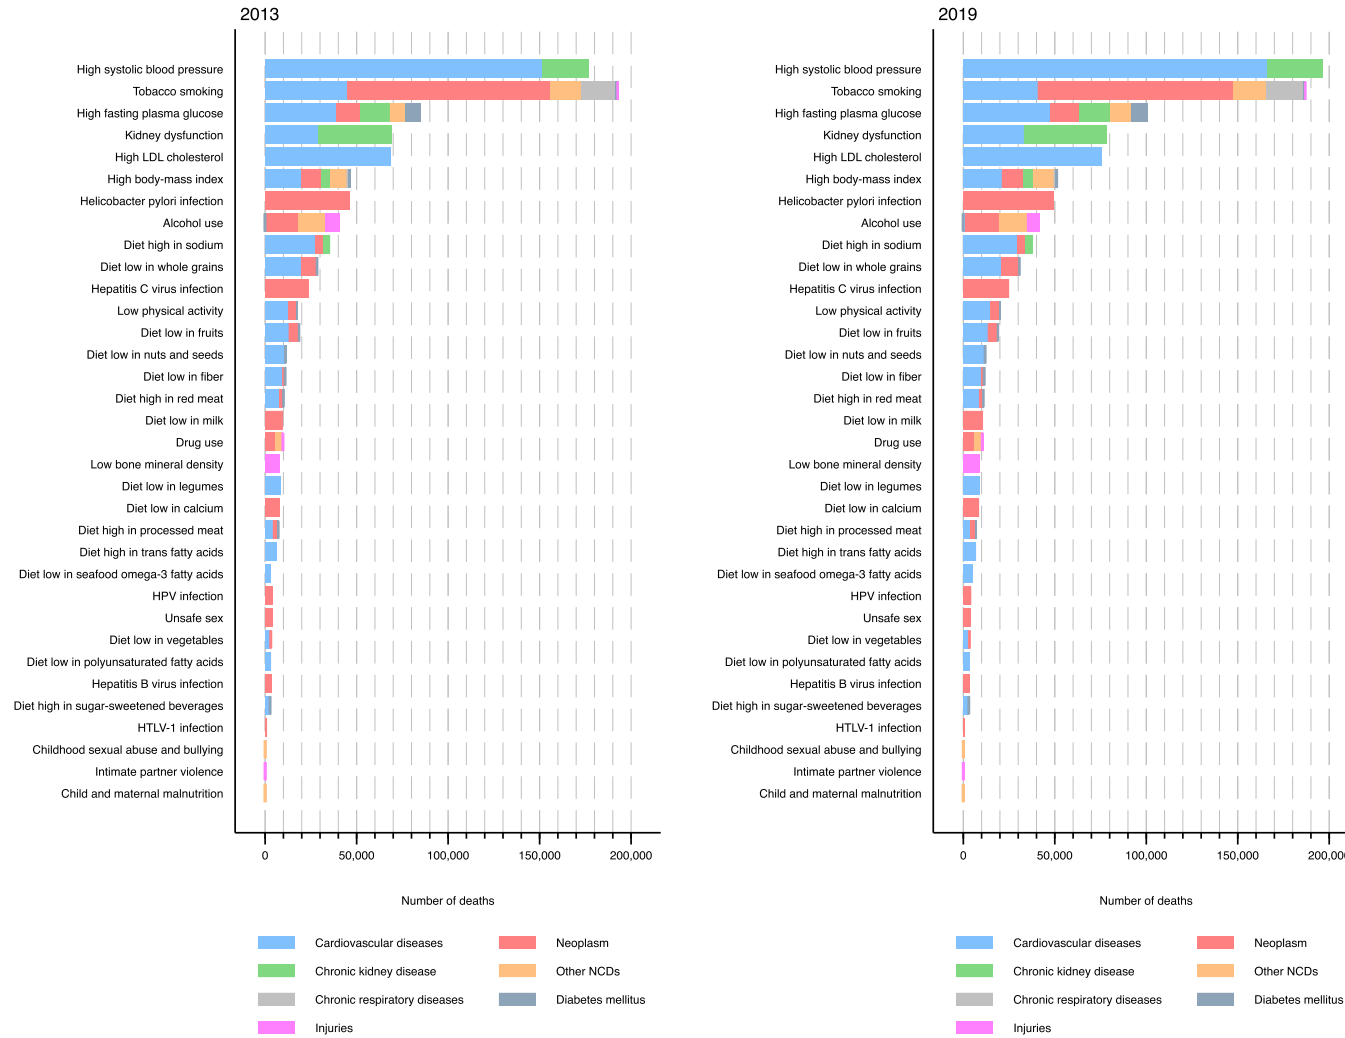 2013
High systolic blood pressure
Tobacco smoking
High fasting plasma glucose
Kidney dysfunction
High LDL cholesterol
High body-mass index
Helicobacter pylori infection
Alcohol use
Diet high in sodium
Diet low in whole grains
Hepatitis C virus infection
Low physical activity
Diet low in fruits
Diet low in nuts and seeds
Diet low in fiber
Diet high in red meat
Diet low in milk
Drug use
Low bone mineral density
Diet low in legumes
Diet low in calcium
Diet high in processed meat
Diet high in trans fatty acids
Diet low in seafood omega-3 fatty acids
HPV infection
Unsafe sex
Diet low in vegetables
Diet low in polyunsaturated fatty acids
Hepatitis B virus infection
Diet high in sugar-sweetened beverages
HTLV-1 infection
Childhood sexual abuse and bullying
Intimate partner violence
Child and maternal malnutrition
0 50,000 100,000 150,000 200,000
Number of deaths
Cardiovascular diseases Neoplasm
Chronic kidney disease Other NCDs
Chronic respiratory diseases Diabetes mellitus
Injuries
2019
High systolic blood pressure
Tobacco smoking
High fasting plasma glucose
Kidney dysfunction
High LDL cholesterol
High body-mass index
Helicobacter pylori infection
Alcohol use
Diet high in sodium
Diet low in whole grains
Hepatitis C virus infection
Low physical activity
Diet low in fruits
Diet low in nuts and seeds
Diet low in fiber
Diet high in red meat
Diet low in milk
Drug use
Low bone mineral density
Diet low in legumes
Diet low in calcium
Diet high in processed meat
Diet high in trans fatty acids
Diet low in seafood omega-3 fatty acids
HPV infection
Unsafe sex
Diet low in vegetables
Diet low in polyunsaturated fatty acids
Hepatitis B virus infection
Diet high in sugar-sweetened beverages
HTLV-1 infection
Childhood sexual abuse and bullying
Intimate partner violence
Child and maternal malnutrition
0 50,000 100,000 150,000
Number of deaths
Cardiovascular diseases Neoplasm
Chronic kidney disease Other NCDs
Chronic respiratory diseases Diabetes mellitus
Injuries